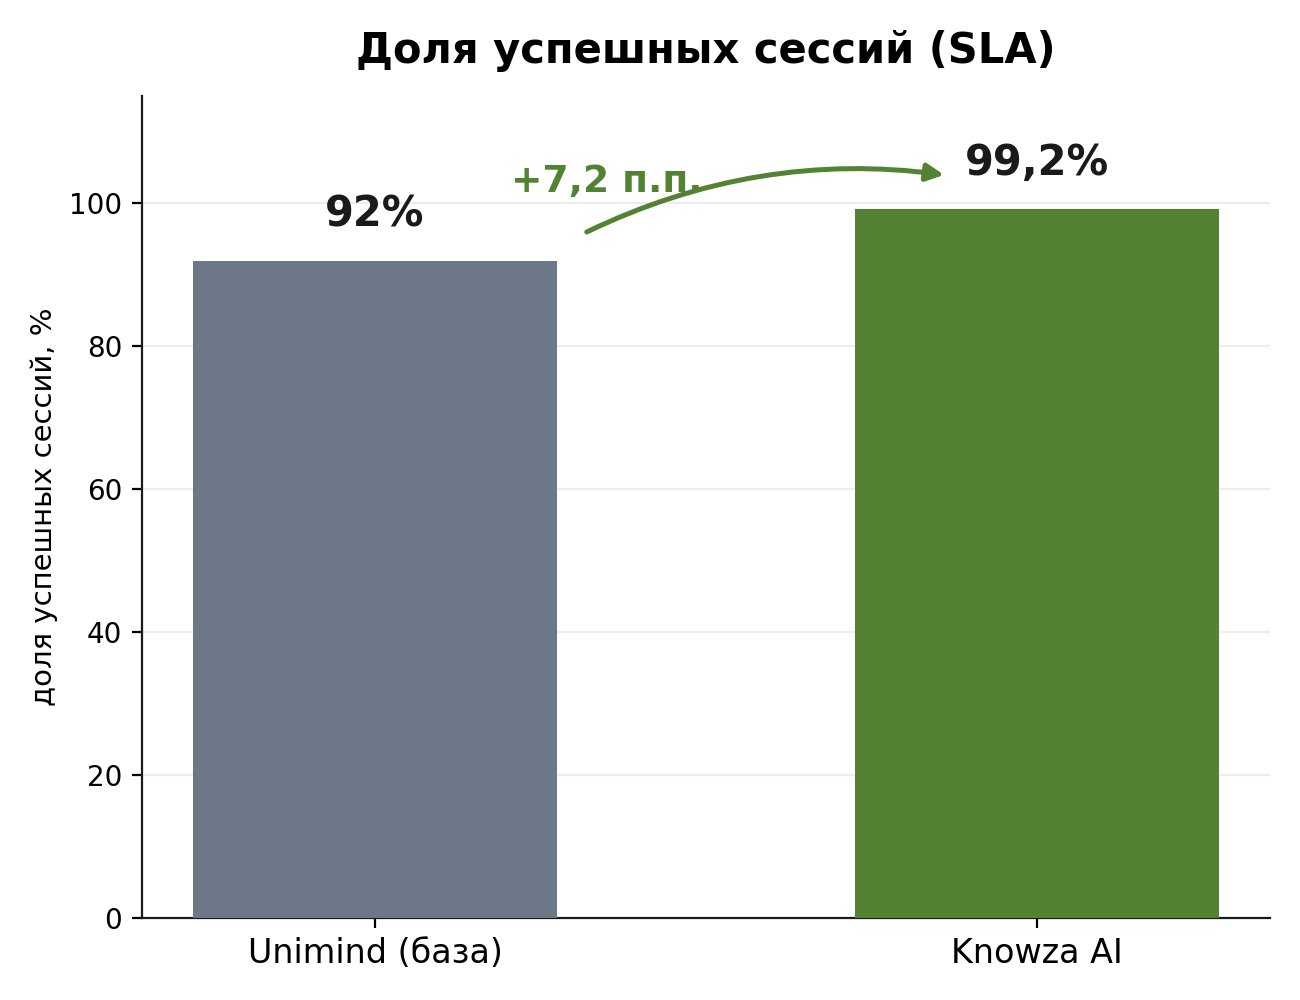 Доля успешных сессий (SLA)
99,2%
+7,2 п.п.
92%
100
80
60
40
20
0
доля успешных сессий, %
Unimind (база)
Knowza AI